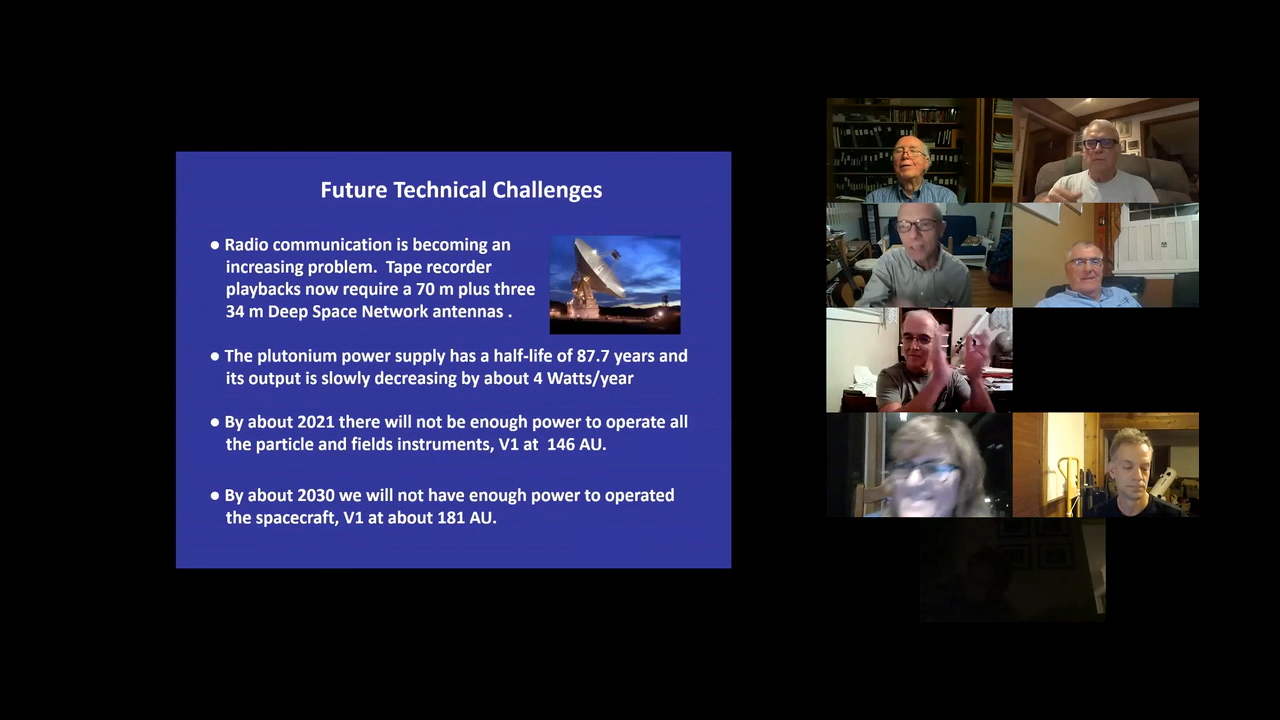 Future Technical Challenges
● Radio communication is becoming an
increasing problem.  Tape recorder
playbacks now require a 70 m plus three
34 m Deep Space Network antennas .
● The plutonium power supply has a half-life of 87.7 years and
its output is slowly decreasing by about 4 Watts/year
● By about 2021 there will not be enough power to operate all
the particle and fields instruments, V1 at  146 AU.
● By about 2030 we will not have enough power to operated
the spacecraft, V1 at about 181 AU.